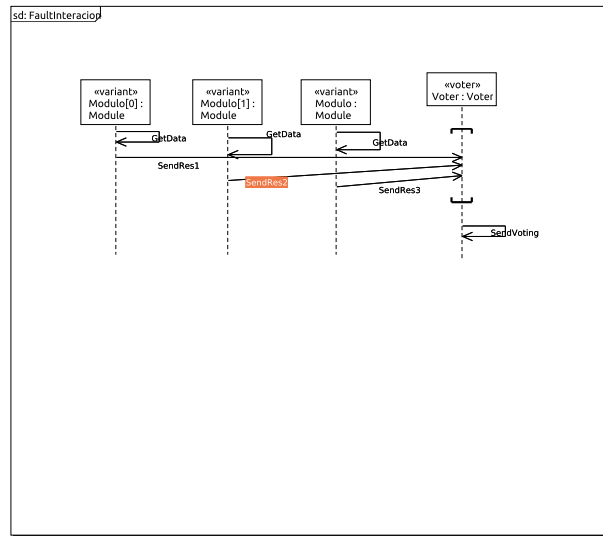 sd: FaultInteracion
«variant»
Modulo[0] :
Module
«variant»
Modulo[1] :
Module
«variant»
Modulo :
Module
«voter»
Voter : Voter
GetData
GetData
GetData
SendRes1
SendRes2
SendRes3
SendVoting